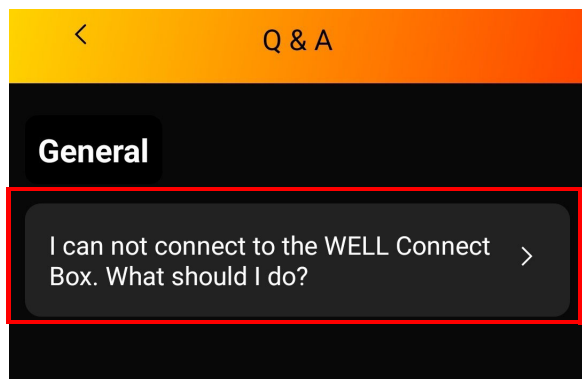 Q & A
General
I can not connect to the WELL Connect
Box. What should I do?